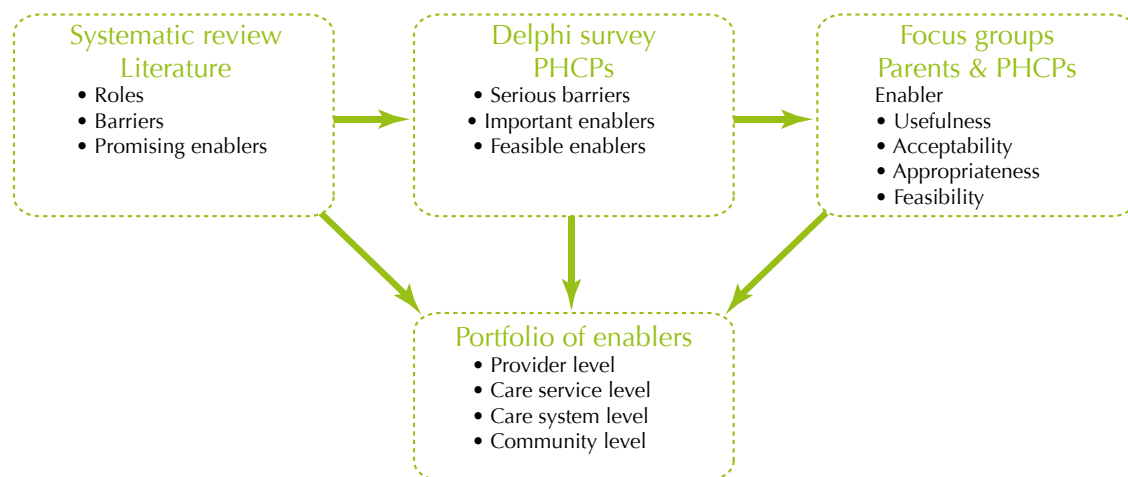 Systematic review
Literature
• Roles
• Barriers
• Promising enablers
Delphi survey
PHCPs
• Serious barriers
• Important enablers
• Feasible enablers
Focus groups
Parents & PHCPs
Enabler
• Usefulness
• Acceptability
• Appropriateness
• Feasibility
Portfolio of enablers
• Provider level
• Care service level
• Care system level
• Community level